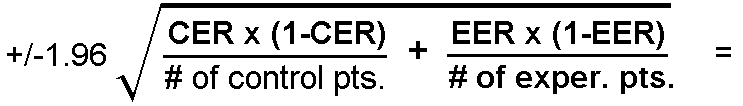 +/-1.96 √ CER x (1-CER) / # of control pts. + EER x (1-EER) / # of exper. pts. =